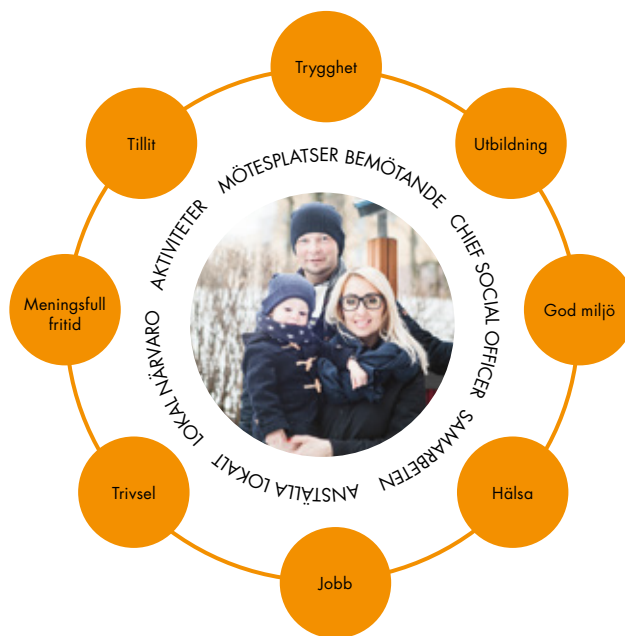 Trygghet
Utbildning
God miljö
Hälsa
Jobb
Trivsel
Meningsfull
fritid
Tillit
MÖTESPLATSER BEMÖTANDE
CHIEF SOCIAL OFFICER
SAMARBETEN
ANSTÄLLA LOKALT
LOKAL NÄRVARO
AKTIVITETER